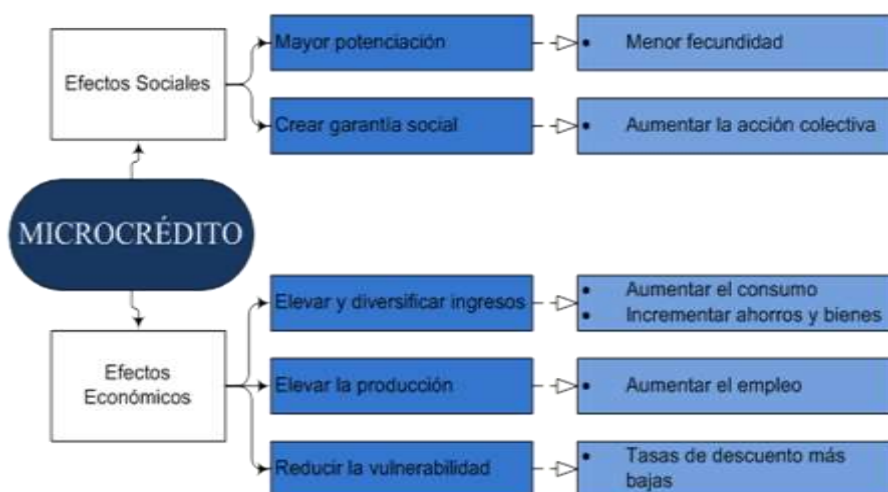 Efectos Sociales
Mayor potenciación
• Menor fecundidad
Crear garantía social
• Aumentar la acción colectiva
MICROCRÉDITO
Efectos
Económicos
Elevar y diversificar ingresos
• Aumentar el consumo
• Incrementar ahorros y bienes
Elevar la producción
• Aumentar el empleo
Reducir la vulnerabilidad
• Tasas de descuento más
bajas